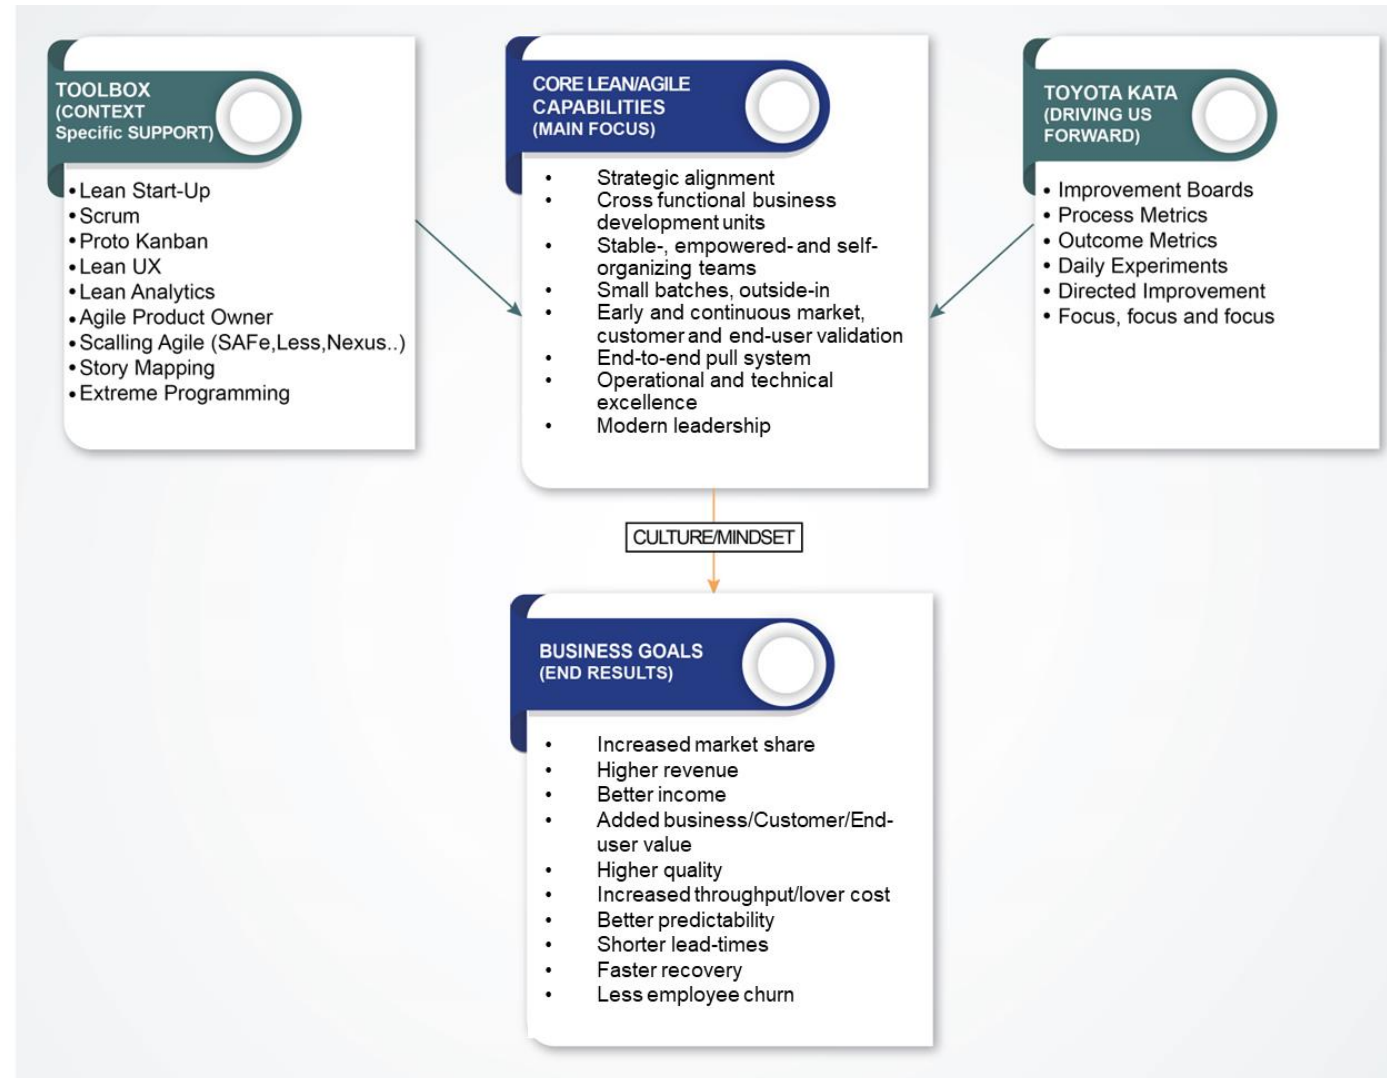 TOOLBOX
(CONTEXT
Specific SUPPORT)
• Lean Start-Up
• Scrum
• Proto Kanban
• Lean UX
• Lean Analytics
• Agile Product Owner
• Scalling Agile (SAFe,Less,Nexus..)
• Story Mapping
• Extreme Programming
CORE LEAN/AGILE
CAPABILITIES
(MAIN FOCUS)
• Strategic alignment
• Cross functional business
development units
• Stable-, empowered- and self-
organizing teams
• Small batches, outside-in
• Early and continuous market,
customer and end-user validation
• End-to-end pull system
• Operational and technical
excellence
• Modern leadership
TOYOTA KATA
(DRIVING US
FORWARD)
• Improvement Boards
• Process Metrics
• Outcome Metrics
• Daily Experiments
• Directed Improvement
• Focus, focus and focus
CULTURE/MINDSET
BUSINESS GOALS
(END RESULTS)
• Increased market share
• Higher revenue
• Better income
• Added business/Customer/End-
user value
• Higher quality
• Increased throughput/lover cost
• Better predictability
• Shorter lead-times
• Faster recovery
• Less employee churn